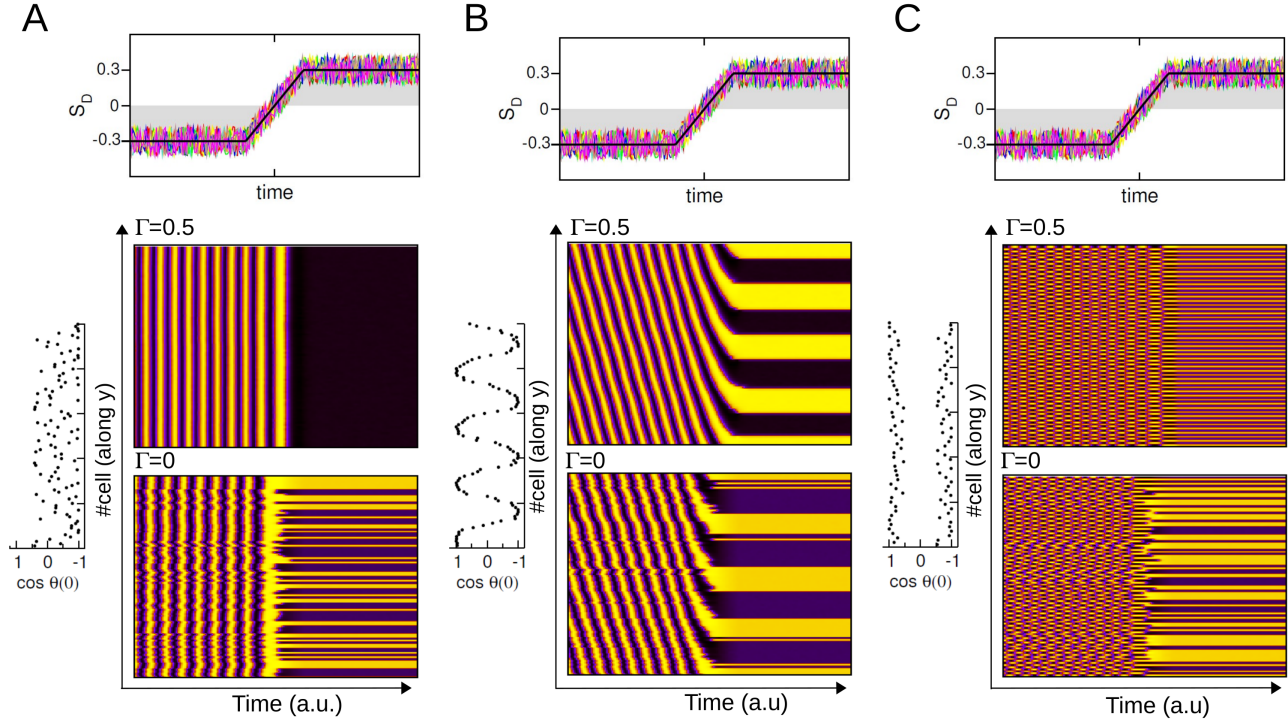 A
0.3
0
-0.3
S_D
time
Γ=0.5
Γ=0
#cell (along y)
1 0 -1
cos θ(0)
Time (a.u.)
B
0.3
0
-0.3
S_D
time
Γ=0.5
Γ=0
#cell (along y)
1 0 -1
cos θ(0)
Time (a.u)
C
0.3
0
-0.3
S_D
time
Γ=0.5
Γ=0
#cell (along y)
1 0 -1
cos θ(0)
Time (a.u)